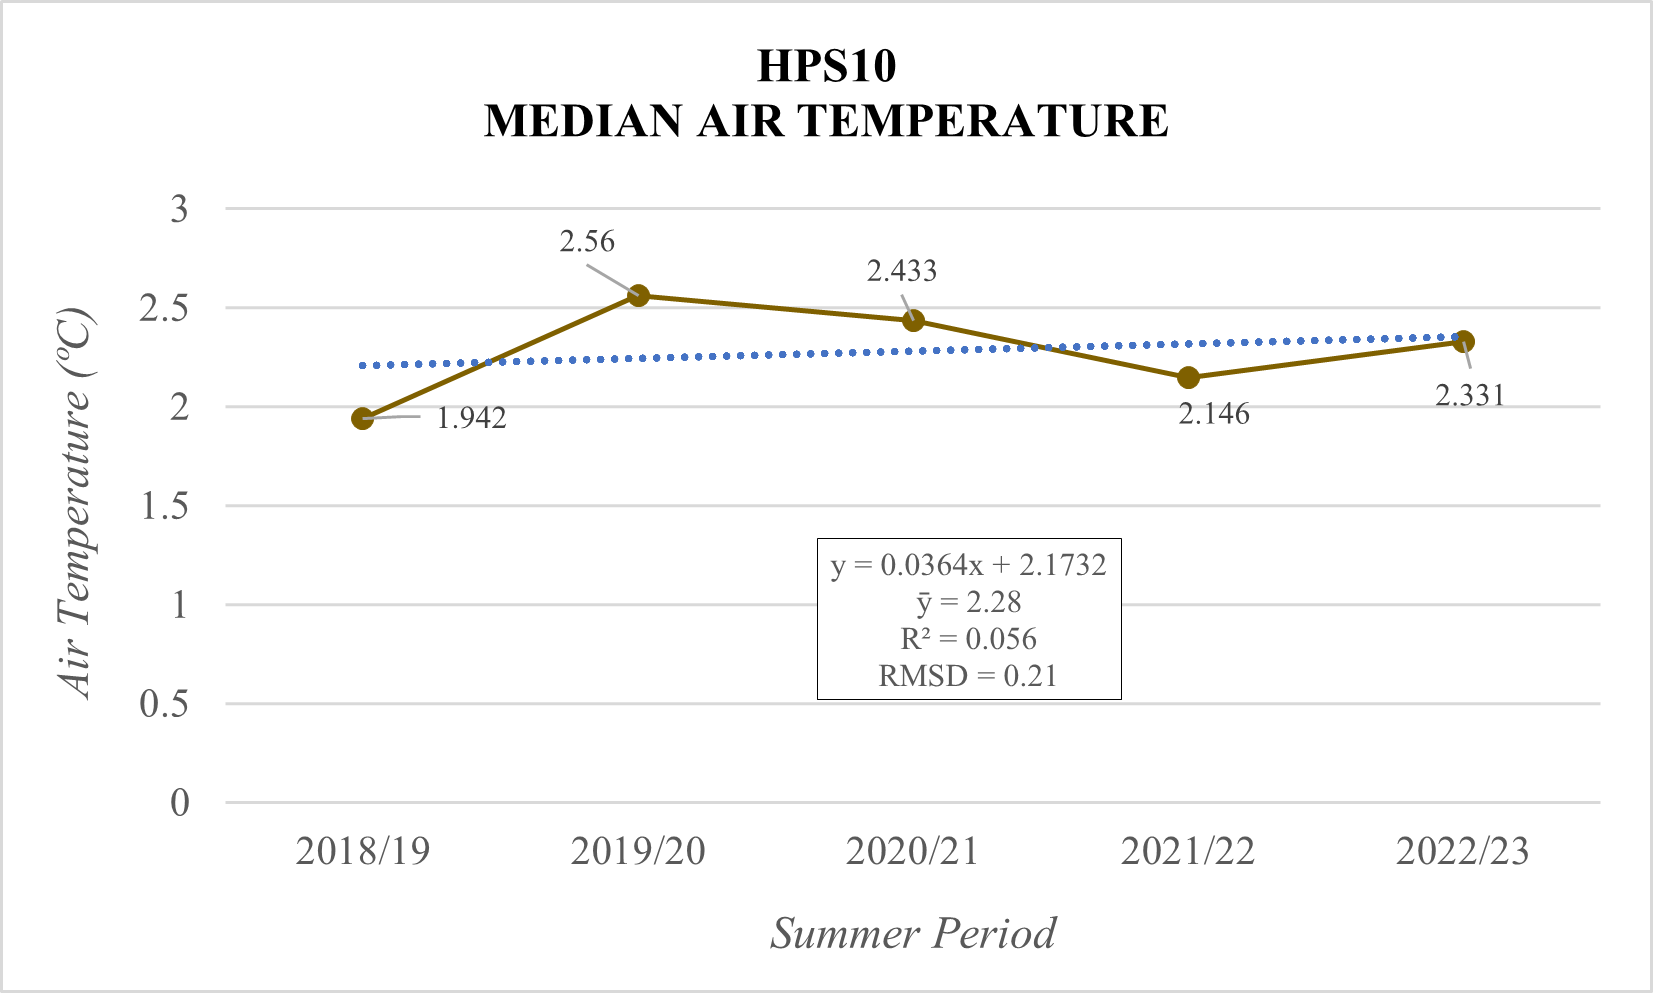 HPS10
MEDIAN AIR TEMPERATURE
Air Temperature (ºC)
3
2.5
2
1.5
1
0.5
0
1.942
2.56
2.433
2.146
2.331
y = 0.0364x + 2.1732
ȳ = 2.28
R² = 0.056
RMSD = 0.21
2018/19 2019/20 2020/21 2021/22 2022/23
Summer Period